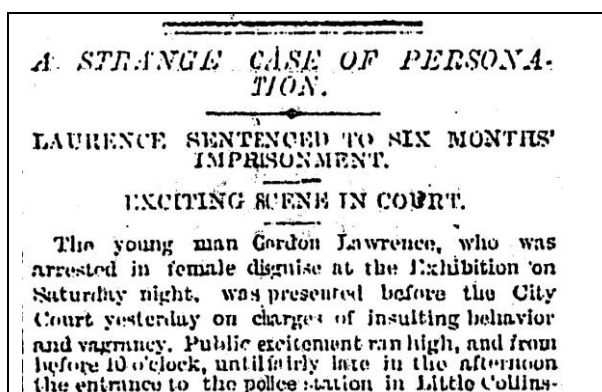 A STRANGE CASE OF PERSONA-
TION.
LAURENCE SENTENCED TO SIX MONTHS'
IMPRISONMENT.
EXCITING SCENE IN COURT.
The young man Gordon Lawrence, who was
arrested in female disguise at the Exhibition on
Saturday night, was presented before the City
Court yesterday on charges of insulting behavior
and vagrancy. Public excitement ran high, and from
before 10 o'clock, until fairly late in the afternoon
the entrance to the police station in Little Collins-